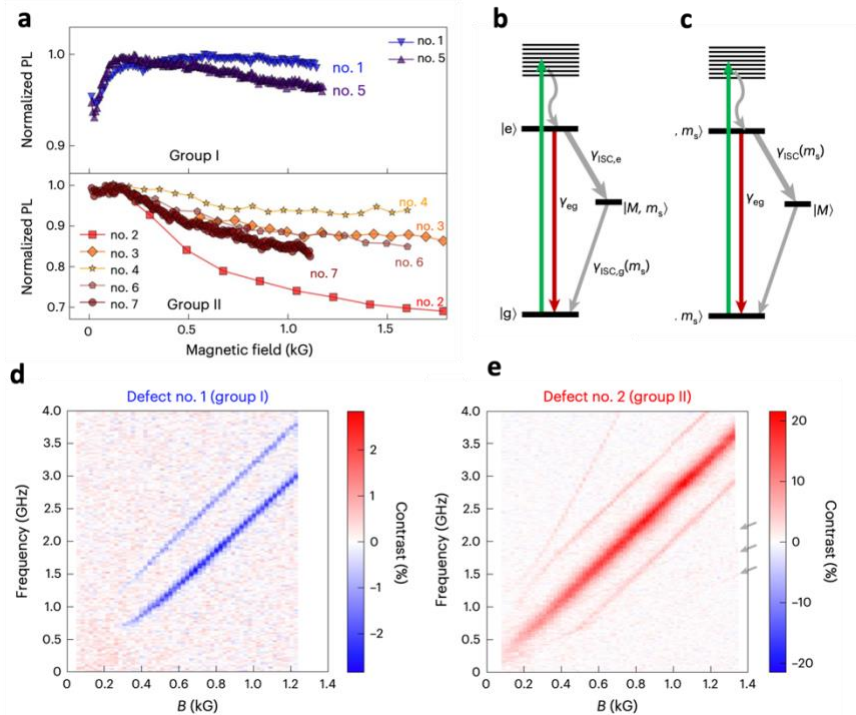 a
Normalized PL
1.0
0.9
no. 1
no. 5
no. 1
no. 5
Group I
Normalized PL
1.0
0.9
0.8
0.7
no. 4
no. 3
no. 6
no. 7
no. 2
no. 2
no. 3
no. 4
no. 6
no. 7
Group II
0 0.5 1.0 1.5
Magnetic field (kG)
b
|e⟩
γISC,e
γeg
|M, ms⟩
γISC,g(ms)
|g⟩
c
, ms⟩
γISC(ms)
γeg
|M⟩
, ms⟩
d
Defect no. 1 (group I)
Frequency (GHz)
4.0
3.5
3.0
2.5
2.0
1.5
1.0
0.5
0
0 0.2 0.4 0.6 0.8 1.0 1.2 1.4
B (kG)
2
1
0
−1
−2
Contrast (%)
e
Defect no. 2 (group II)
Frequency (GHz)
4.0
3.5
3.0
2.5
2.0
1.5
1.0
0.5
0
0 0.2 0.4 0.6 0.8 1.0 1.2 1.4
B (kG)
20
10
0
−10
−20
Contrast (%)